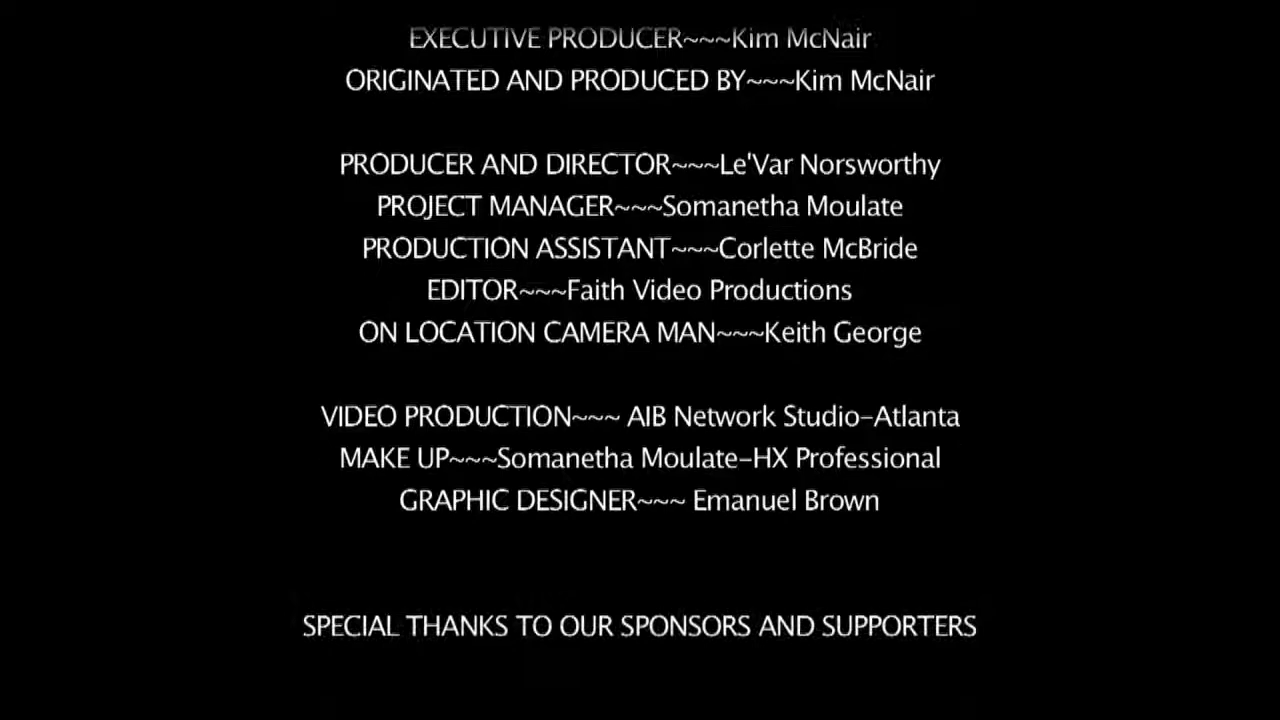 EXECUTIVE PRODUCER~~~Kim McNair
ORIGINATED AND PRODUCED BY~~~Kim McNair
PRODUCER AND DIRECTOR~~~Le'Var Norsworthy
PROJECT MANAGER~~~Somanetha Moulate
PRODUCTION ASSISTANT~~~Corlette McBride
EDITOR~~~Faith Video Productions
ON LOCATION CAMERA MAN~~~Keith George
VIDEO PRODUCTION~~~ AIB Network Studio-Atlanta
MAKE UP~~~Somanetha Moulate-HX Professional
GRAPHIC DESIGNER~~~ Emanuel Brown
SPECIAL THANKS TO OUR SPONSORS AND SUPPORTERS